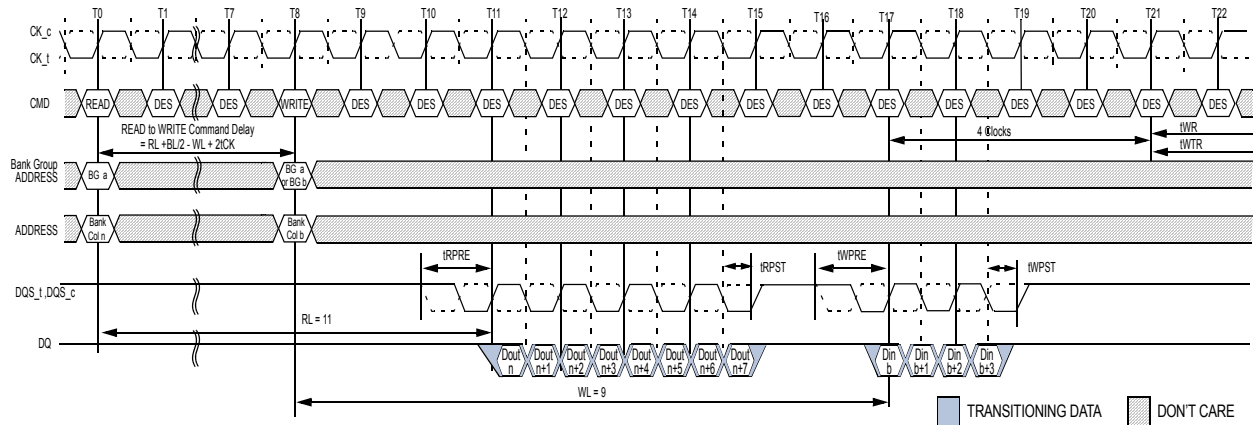 T0 T1 T7 T8 T9 T10 T11 T12 T13 T14 T15 T16 T17 T18 T19 T20 T21 T22
CK_c
CK_t
CMD READ DES DES WRITE DES DES DES DES DES DES DES DES DES DES DES DES DES DES
READ to WRITE Command Delay
= RL +BL/2 - WL + 2tCK
4 Clocks
tWR
tWTR
Bank Group
ADDRESS
BG a
BG a
or BG b
ADDRESS
Bank
Col n
Bank
Col b
tRPRE tRPST tWPRE tWPST
DQS_t ,DQS_c
RL = 11
DQ
Dout
n
Dout
n+1
Dout
n+2
Dout
n+3
Dout
n+4
Dout
n+5
Dout
n+6
Dout
n+7
Din
b
Din
b+1
Din
b+2
Din
b+3
WL = 9
TRANSITIONING DATA DON'T CARE